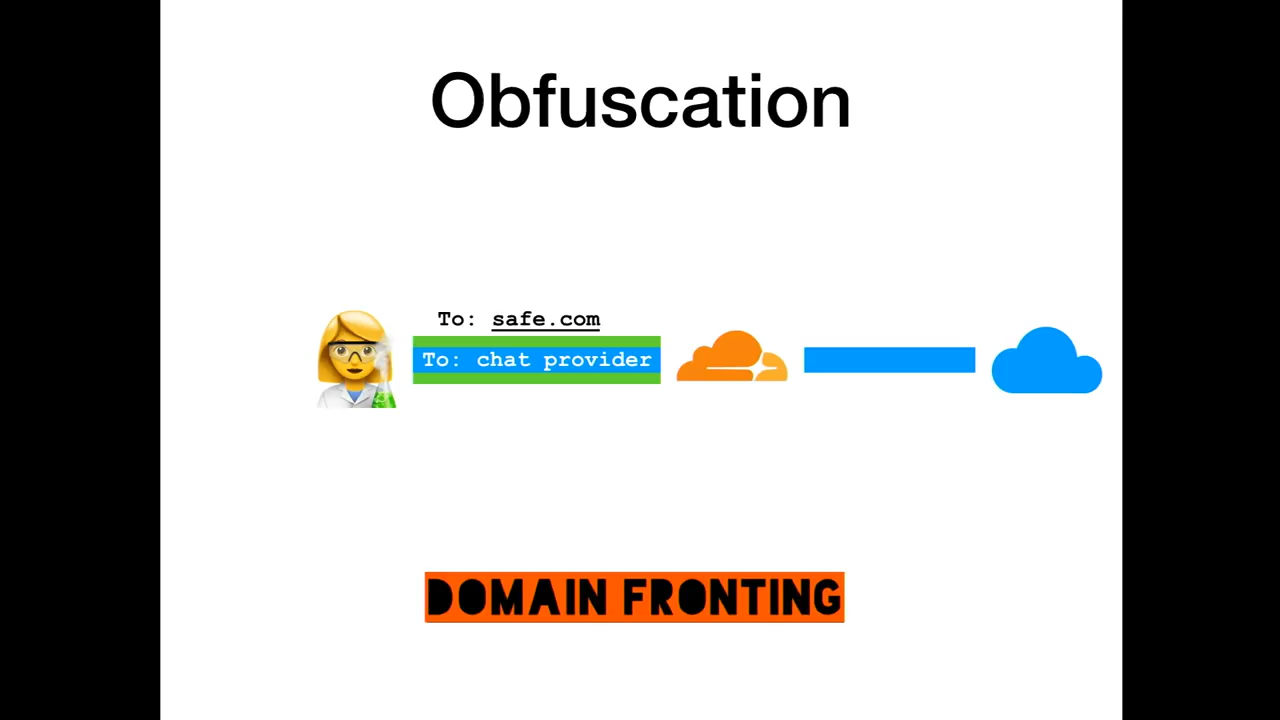 Obfuscation
To: safe.com
To: chat provider
DOMAIN FRONTING